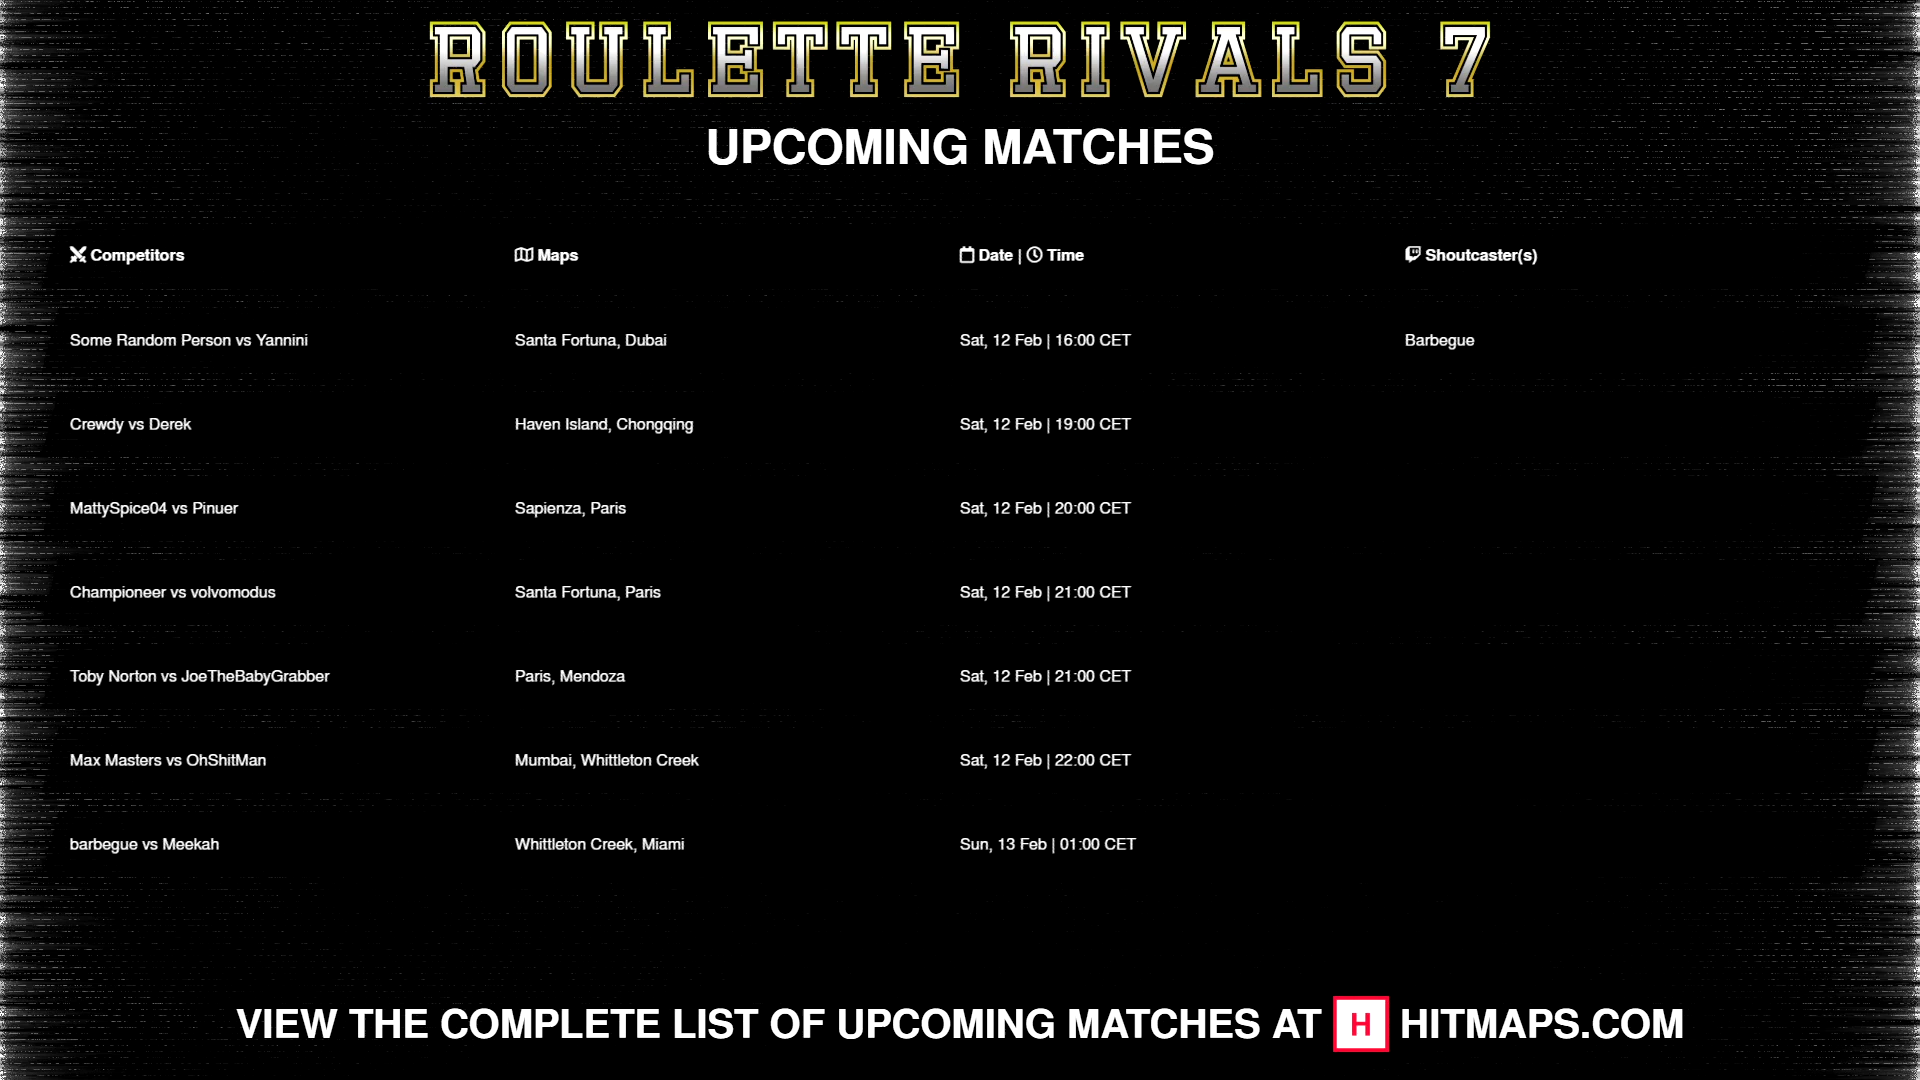 ROULETTE RIVALS 7
UPCOMING MATCHES
Competitors Maps Date | Time Shoutcaster(s)
Some Random Person vs Yannini Santa Fortuna, Dubai Sat, 12 Feb | 16:00 CET Barbegue
Crewdy vs Derek Haven Island, Chongqing Sat, 12 Feb | 19:00 CET
MattySpice04 vs Pinuer Sapienza, Paris Sat, 12 Feb | 20:00 CET
Championeer vs volvomodus Santa Fortuna, Paris Sat, 12 Feb | 21:00 CET
Toby Norton vs JoeTheBabyGrabber Paris, Mendoza Sat, 12 Feb | 21:00 CET
Max Masters vs OhShitMan Mumbai, Whittleton Creek Sat, 12 Feb | 22:00 CET
barbegue vs Meekah Whittleton Creek, Miami Sun, 13 Feb | 01:00 CET
VIEW THE COMPLETE LIST OF UPCOMING MATCHES AT H HITMAPS.COM